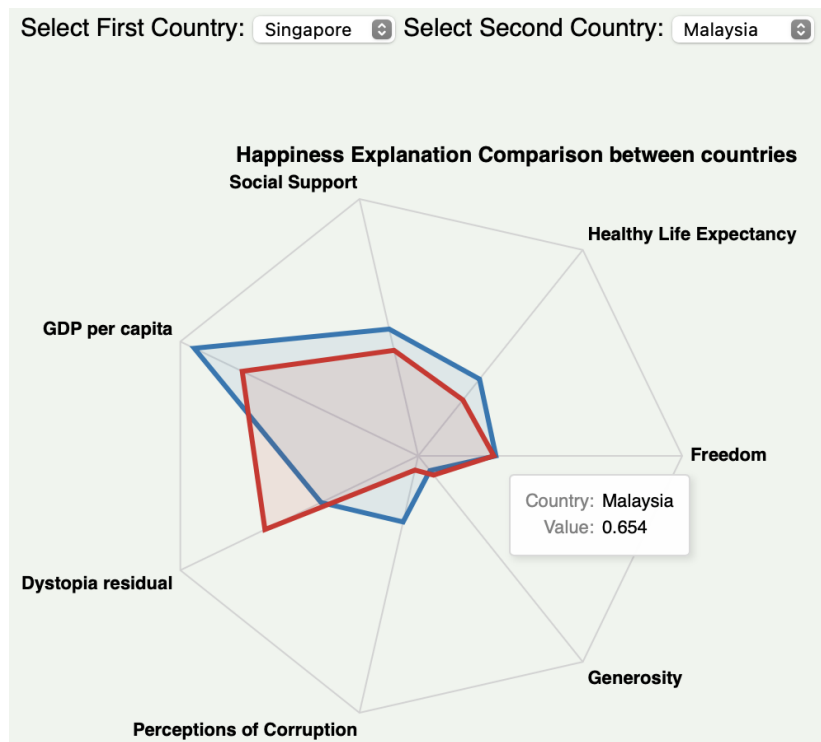 Select First Country: Singapore Select Second Country: Malaysia
Happiness Explanation Comparison between countries
Social Support
Healthy Life Expectancy
GDP per capita
Freedom
Country: Malaysia
Value: 0.654
Dystopia residual
Generosity
Perceptions of Corruption